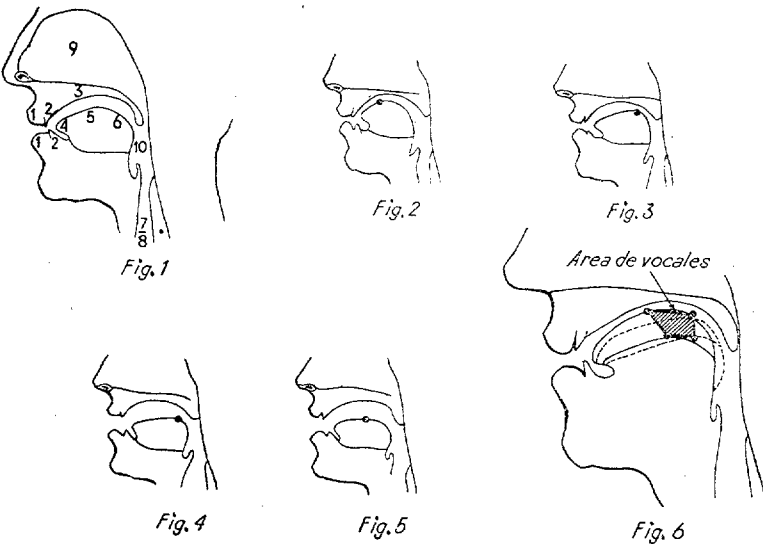 9
3
1 2
4 5 6
1 2
10
7
8
Fig. 1
Fig. 2
Fig. 3
Area de vocales
Fig. 4
Fig. 5
Fig. 6